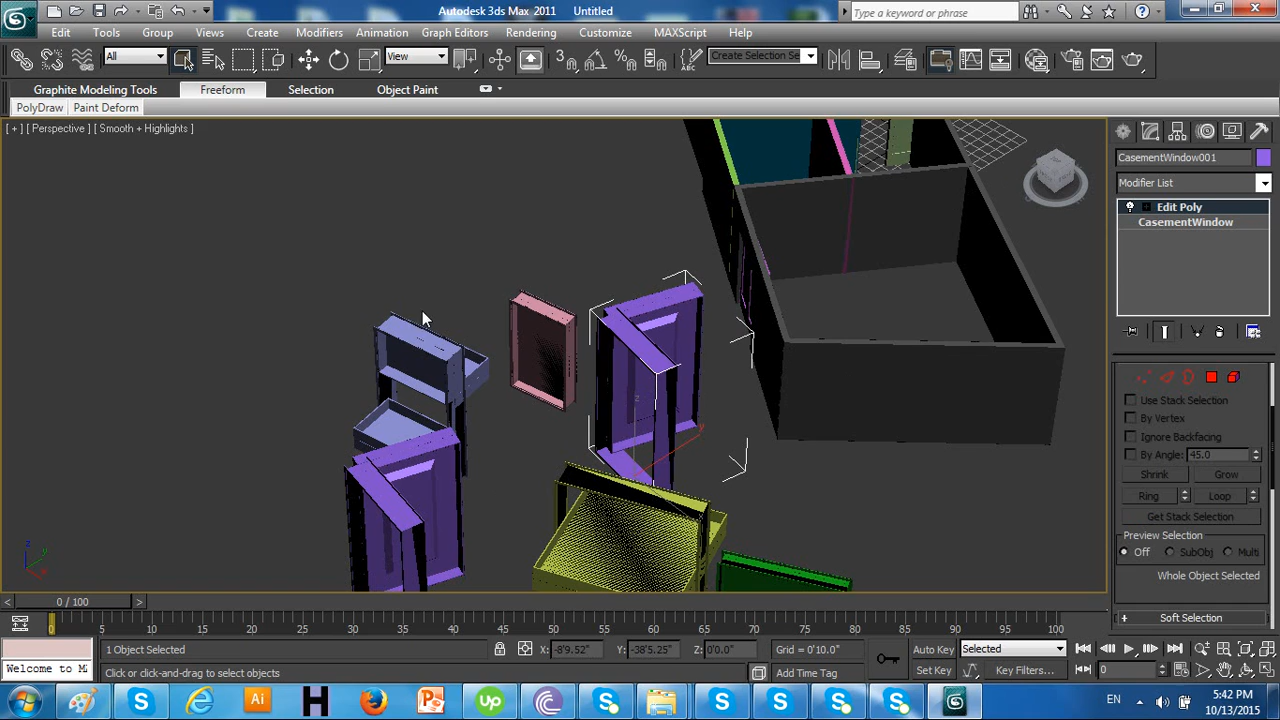 Autodesk 3ds Max 2011 Untitled
Type a keyword or phrase
Edit Tools Group Views Create Modifiers Animation Graph Editors Rendering Customize MAXScript Help
All View Create Selection Se
Graphite Modeling Tools Freeform Selection Object Paint
PolyDraw Paint Deform
[ + ] [ Perspective ] [ Smooth + Highlights ]
CasementWindow001
Modifier List
Edit Poly
CasementWindow
Use Stack Selection
By Vertex
Ignore Backfacing
By Angle: 45.0
Shrink Grow
Ring Loop
Get Stack Selection
Preview Selection
Off SubObj Multi
Whole Object Selected
Soft Selection
0 / 100
0 5 10 15 20 25 30 35 40 45 50 55 60 65 70 75 80 85 90 95 100
1 Object Selected X: -8'9.52" Y: -38'5.25" Z: 0'0.0" Grid = 0'10.0" Auto Key Selected
Welcome to M Click or click-and-drag to select objects Add Time Tag Set Key Key Filters... 0
EN 5:42 PM
10/13/2015